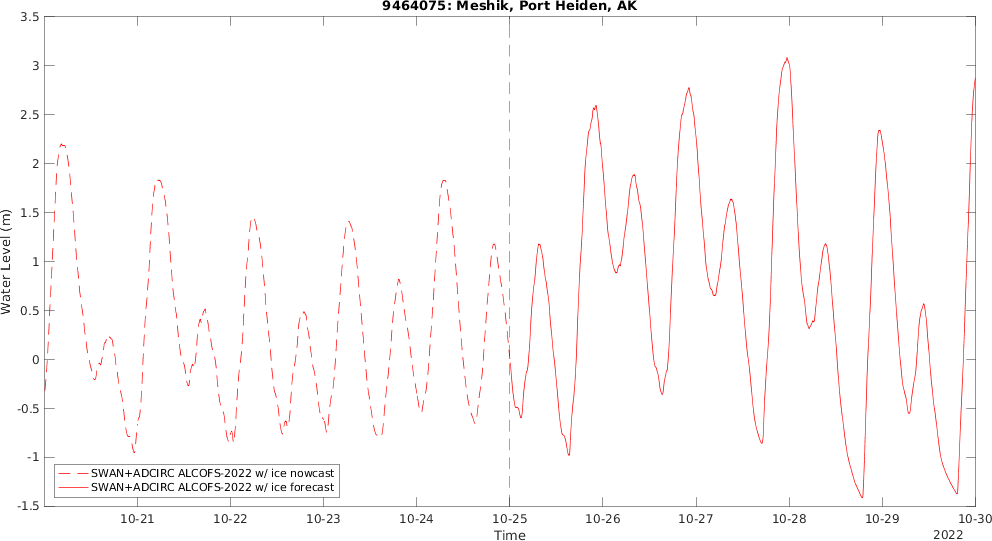 9464075: Meshik, Port Heiden, AK
3.5
3
2.5
2
1.5
1
0.5
0
-0.5
-1
-1.5
Water Level (m)
SWAN+ADCIRC ALCOFS-2022 w/ ice nowcast
SWAN+ADCIRC ALCOFS-2022 w/ ice forecast
10-21 10-22 10-23 10-24 10-25 10-26 10-27 10-28 10-29 10-30
Time
2022